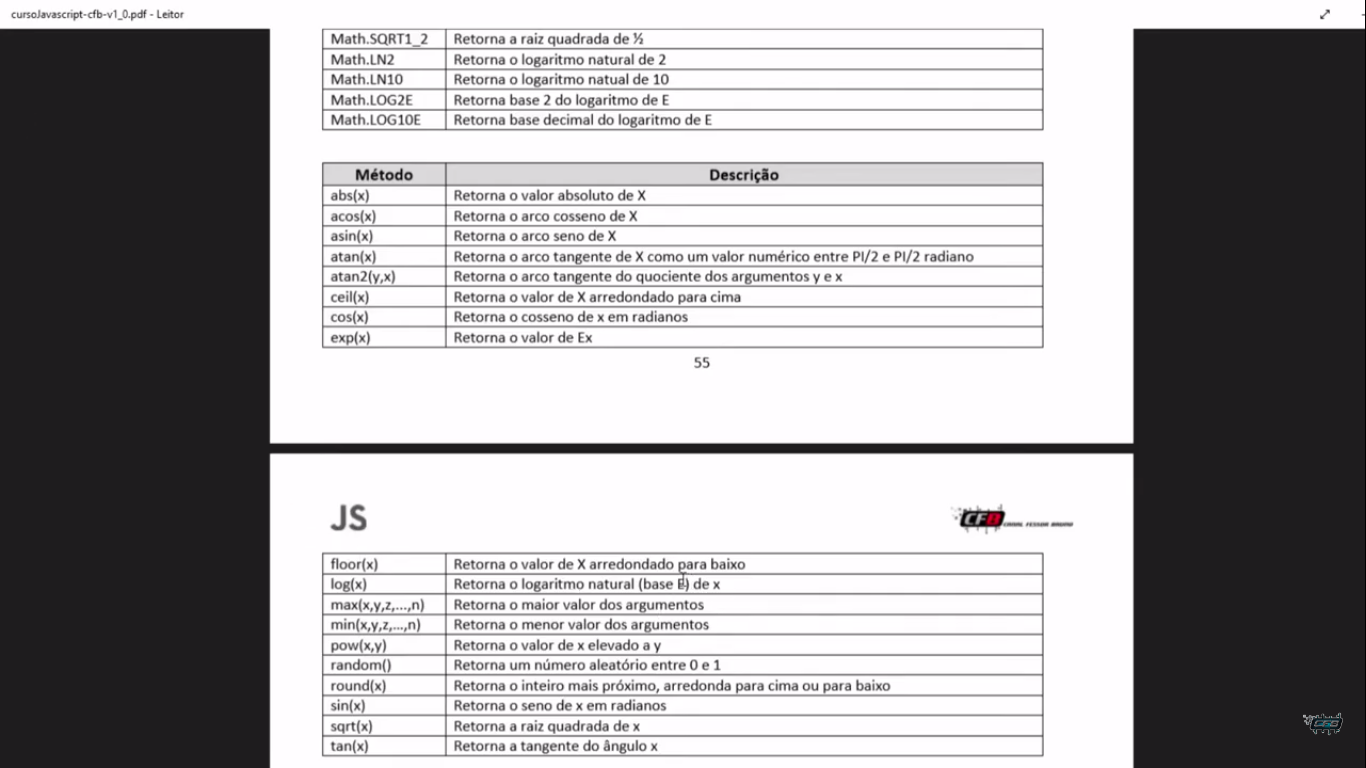 cursoJavascript-cfb-v1_0.pdf - Leitor
Math.SQRT1_2 Retorna a raiz quadrada de ½
Math.LN2 Retorna o logaritmo natural de 2
Math.LN10 Retorna o logaritmo natual de 10
Math.LOG2E Retorna base 2 do logaritmo de E
Math.LOG10E Retorna base decimal do logaritmo de E
Método Descrição
abs(x) Retorna o valor absoluto de X
acos(x) Retorna o arco cosseno de X
asin(x) Retorna o arco seno de X
atan(x) Retorna o arco tangente de X como um valor numérico entre PI/2 e PI/2 radiano
atan2(y,x) Retorna o arco tangente do quociente dos argumentos y e x
ceil(x) Retorna o valor de X arredondado para cima
cos(x) Retorna o cosseno de x em radianos
exp(x) Retorna o valor de Ex
55
JS CFB CANAL FESSOR BRUNO
floor(x) Retorna o valor de X arredondado para baixo
log(x) Retorna o logaritmo natural (base E) de x
max(x,y,z,...,n) Retorna o maior valor dos argumentos
min(x,y,z,...,n) Retorna o menor valor dos argumentos
pow(x,y) Retorna o valor de x elevado a y
random() Retorna um número aleatório entre 0 e 1
round(x) Retorna o inteiro mais próximo, arredonda para cima ou para baixo
sin(x) Retorna o seno de x em radianos
sqrt(x) Retorna a raiz quadrada de x
tan(x) Retorna a tangente do ângulo x